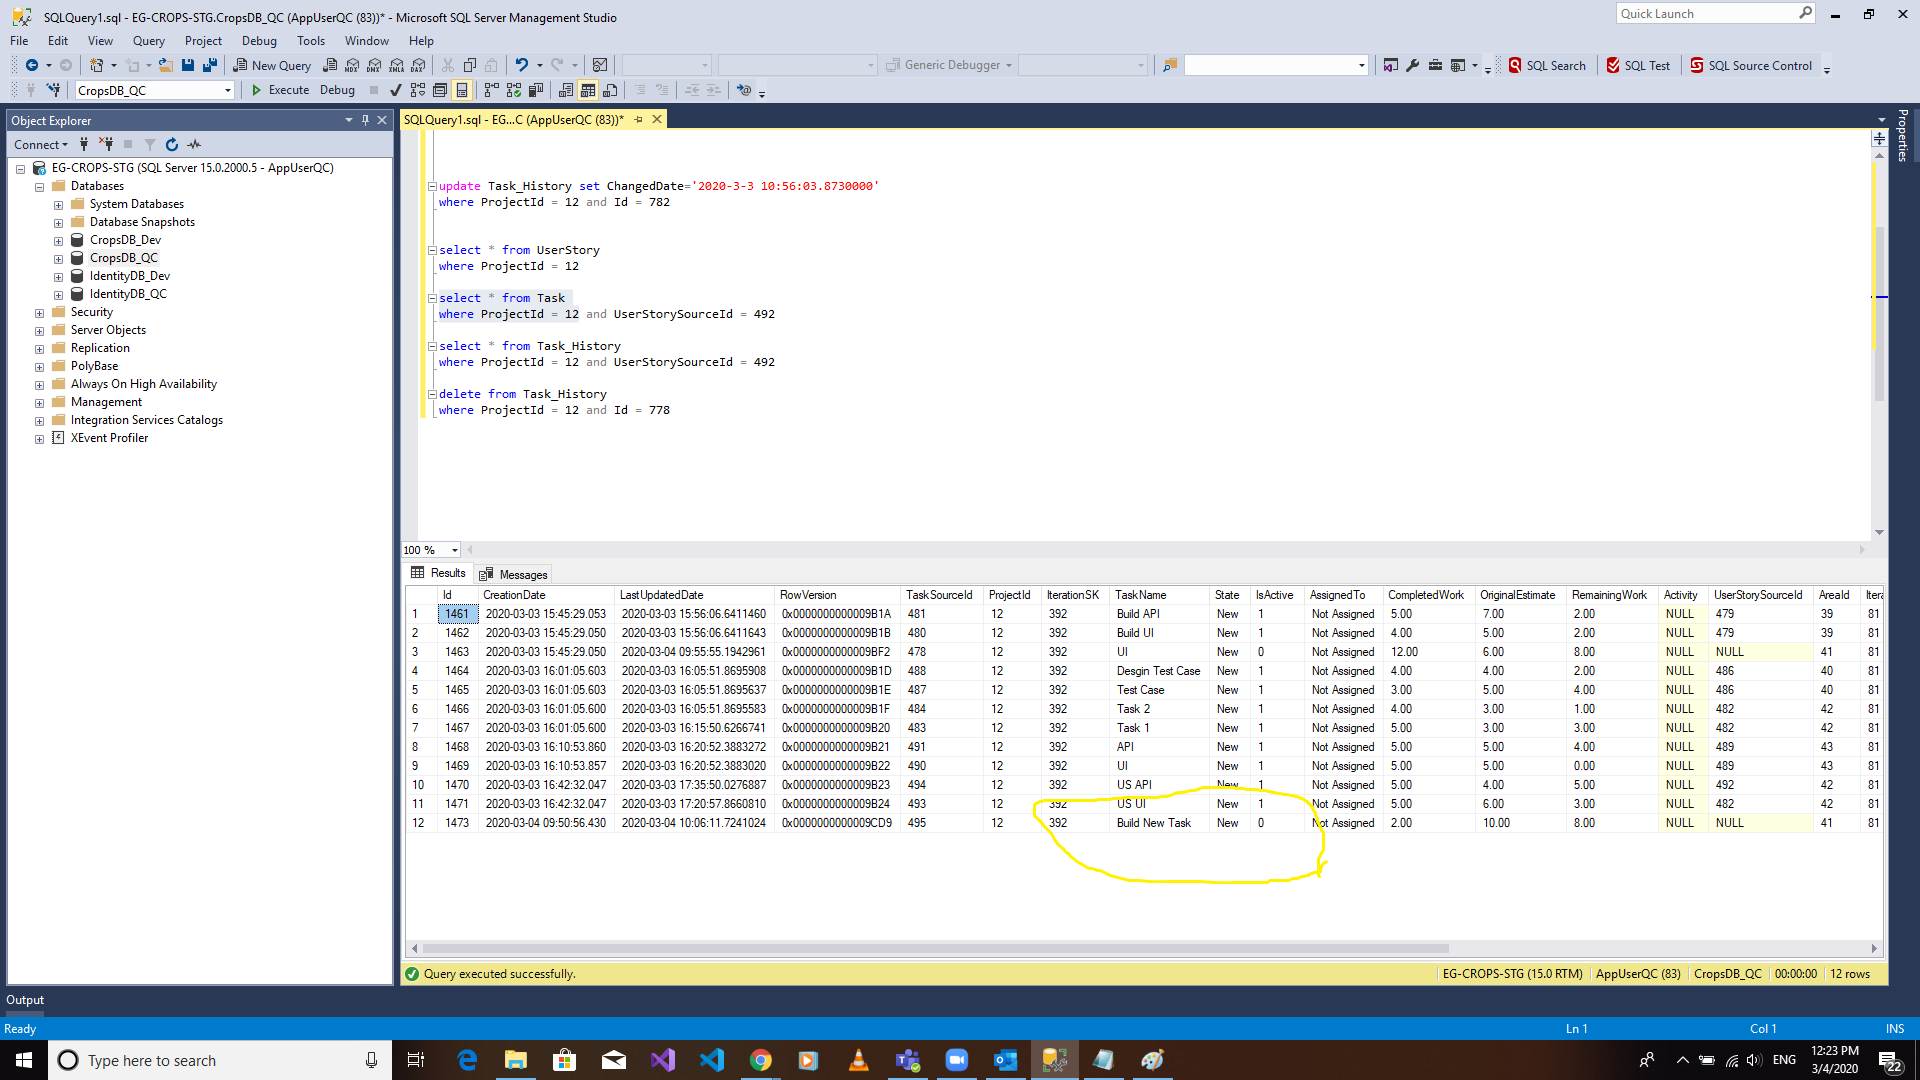 SQLQuery1.sql - EG-CROPS-STG.CropsDB_QC (AppUserQC (83))* - Microsoft SQL Server Management Studio
Quick Launch
File Edit View Query Project Debug Tools Window Help
New Query MDX DMX XMLA DAX Generic Debugger SQL Search SQL Test SQL Source Control
CropsDB_QC Execute Debug
Object Explorer
Connect
EG-CROPS-STG (SQL Server 15.0.2000.5 - AppUserQC)
Databases
System Databases
Database Snapshots
CropsDB_Dev
CropsDB_QC
IdentityDB_Dev
IdentityDB_QC
Security
Server Objects
Replication
PolyBase
Always On High Availability
Management
Integration Services Catalogs
XEvent Profiler
SQLQuery1.sql - EG...C (AppUserQC (83))*
Properties
update Task_History set ChangedDate='2020-3-3 10:56:03.8730000'
where ProjectId = 12 and Id = 782
select * from UserStory
where ProjectId = 12
select * from Task
where ProjectId = 12 and UserStorySourceId = 492
select * from Task_History
where ProjectId = 12 and UserStorySourceId = 492
delete from Task_History
where ProjectId = 12 and Id = 778
100 %
Results Messages
Id CreationDate LastUpdatedDate RowVersion TaskSourceId ProjectId IterationSK TaskName State IsActive AssignedTo CompletedWork OriginalEstimate RemainingWork Activity UserStorySourceId AreaId Itera
1 1461 2020-03-03 15:45:29.053 2020-03-03 15:56:06.6411460 0x0000000000009B1A 481 12 392 Build API New 1 Not Assigned 5.00 7.00 2.00 NULL 479 39 81
2 1462 2020-03-03 15:45:29.050 2020-03-03 15:56:06.6411643 0x0000000000009B1B 480 12 392 Build UI New 1 Not Assigned 4.00 5.00 2.00 NULL 479 39 81
3 1463 2020-03-03 15:45:29.050 2020-03-04 09:55:55.1942961 0x0000000000009BF2 478 12 392 UI New 0 Not Assigned 12.00 6.00 8.00 NULL NULL 41 81
4 1464 2020-03-03 16:01:05.603 2020-03-03 16:05:51.8695908 0x0000000000009B1D 488 12 392 Desgin Test Case New 1 Not Assigned 4.00 4.00 2.00 NULL 486 40 81
5 1465 2020-03-03 16:01:05.603 2020-03-03 16:05:51.8695637 0x0000000000009B1E 487 12 392 Test Case New 1 Not Assigned 3.00 5.00 4.00 NULL 486 40 81
6 1466 2020-03-03 16:01:05.600 2020-03-03 16:05:51.8695583 0x0000000000009B1F 484 12 392 Task 2 New 1 Not Assigned 4.00 3.00 1.00 NULL 482 42 81
7 1467 2020-03-03 16:01:05.600 2020-03-03 16:15:50.6266741 0x0000000000009B20 483 12 392 Task 1 New 1 Not Assigned 5.00 3.00 3.00 NULL 482 42 81
8 1468 2020-03-03 16:10:53.860 2020-03-03 16:20:52.3883272 0x0000000000009B21 491 12 392 API New 1 Not Assigned 5.00 5.00 4.00 NULL 489 43 81
9 1469 2020-03-03 16:10:53.857 2020-03-03 16:20:52.3883020 0x0000000000009B22 490 12 392 UI New 1 Not Assigned 5.00 5.00 0.00 NULL 489 43 81
10 1470 2020-03-03 16:42:32.047 2020-03-03 17:35:50.0276887 0x0000000000009B23 494 12 392 US API New 1 Not Assigned 5.00 4.00 5.00 NULL 492 42 81
11 1471 2020-03-03 16:42:32.047 2020-03-03 17:20:57.8660810 0x0000000000009B24 493 12 392 US UI New 1 Not Assigned 5.00 6.00 3.00 NULL 482 42 81
12 1473 2020-03-04 09:50:56.430 2020-03-04 10:06:11.7241024 0x0000000000009CD9 495 12 392 Build New Task New 0 Not Assigned 2.00 10.00 8.00 NULL NULL 41 81
Query executed successfully. EG-CROPS-STG (15.0 RTM) AppUserQC (83) CropsDB_QC 00:00:00 12 rows
Output
Ready Ln 1 Col 1 INS
Type here to search ENG 12:23 PM
3/4/2020 22